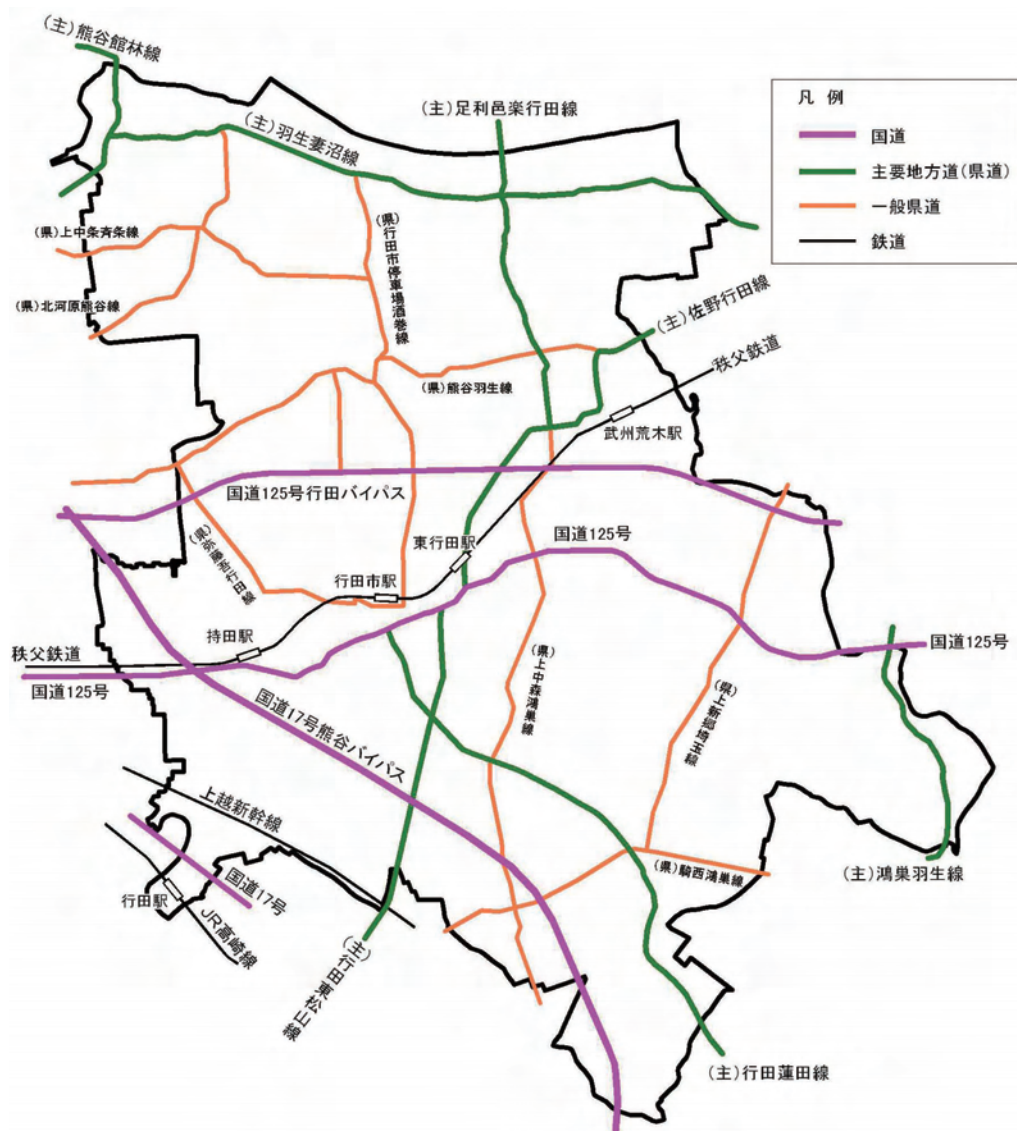 (主)熊谷館林線
(主)足利邑楽行田線
(主)羽生妻沼線
凡 例
国道
主要地方道(県道)
一般県道
鉄道
(県)上中条斉条線
(県)行田市停車場酒巻線
(県)北河原熊谷線
(主)佐野行田線
秩父鉄道
(県)熊谷羽生線
武州荒木駅
国道125号行田バイパス
国道125号
東行田駅
(県)弥藤吾行田線
行田市駅
持田駅
秩父鉄道
国道125号
国道125号
(県)上中森鴻巣線
(県)上新郷埼玉線
国道17号熊谷バイパス
上越新幹線
国道17号
行田駅
JR高崎線
(県)騎西鴻巣線
(主)鴻巣羽生線
(主)行田東松山線
(主)行田蓮田線